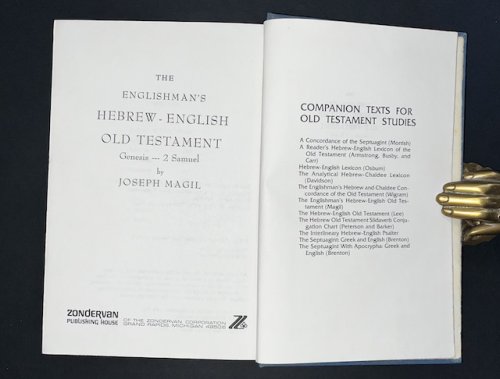 THE
ENGLISHMAN'S
HEBREW - ENGLISH
OLD TESTAMENT
Genesis --- 2 Samuel
by
JOSEPH MAGIL
ZONDERVAN
PUBLISHING HOUSE
OF THE ZONDERVAN CORPORATION
GRAND RAPIDS, MICHIGAN 49506
COMPANION TEXTS FOR
OLD TESTAMENT STUDIES
A Concordance of the Septuagint (Morrish)
A Reader's Hebrew-English Lexicon of the
Old Testament (Armstrong, Busby, and
Carr)
Hebrew-English Lexicon (Osburn)
The Analytical Hebrew-Chaldee Lexicon
(Davidson)
The Englishman's Hebrew and Chaldee Con-
cordance of the Old Testament (Wigram)
The Englishman's Hebrew-English Old Tes-
tament (Magil)
The Hebrew-English Old Testament (Lee)
The Hebrew Old Testament Slidaverb Conju-
gation Chart (Peterson and Barker)
The Interlineary Hebrew-English Psalter
The Septuagint Greek and English (Brenton)
The Septuagint With Apocrypha: Greek and
English (Brenton)